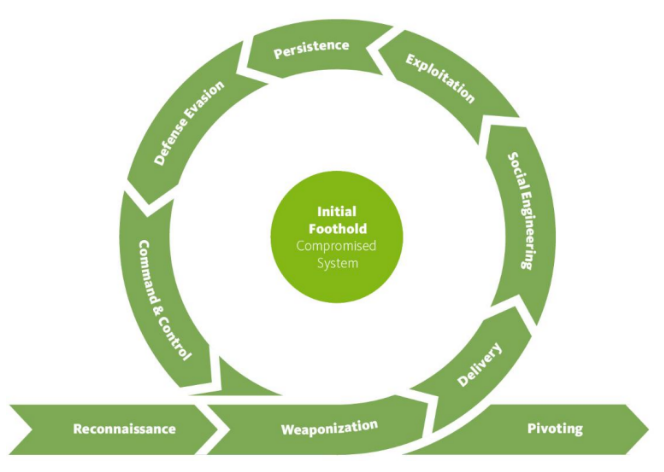 Persistence
Exploitation
Defense Evasion
Social Engineering
Initial
Foothold
Compromised
System
Command & Control
Delivery
Reconnaissance
Weaponization
Pivoting